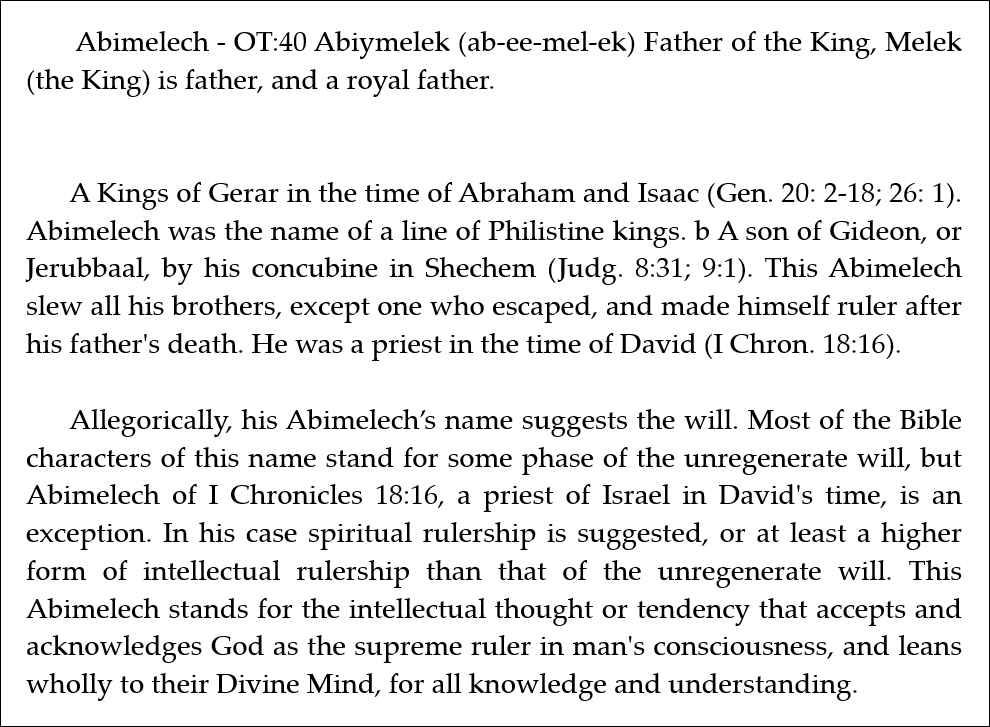 Abimelech - OT:40 Abiymelek (ab-ee-mel-ek) Father of the King, Melek
(the King) is father, and a royal father.
A Kings of Gerar in the time of Abraham and Isaac (Gen. 20: 2-18; 26: 1).
Abimelech was the name of a line of Philistine kings. b A son of Gideon, or
Jerubbaal, by his concubine in Shechem (Judg. 8:31; 9:1). This Abimelech
slew all his brothers, except one who escaped, and made himself ruler after
his father's death. He was a priest in the time of David (I Chron. 18:16).
Allegorically, his Abimelech’s name suggests the will. Most of the Bible
characters of this name stand for some phase of the unregenerate will, but
Abimelech of I Chronicles 18:16, a priest of Israel in David's time, is an
exception. In his case spiritual rulership is suggested, or at least a higher
form of intellectual rulership than that of the unregenerate will. This
Abimelech stands for the intellectual thought or tendency that accepts and
acknowledges God as the supreme ruler in man's consciousness, and leans
wholly to their Divine Mind, for all knowledge and understanding.